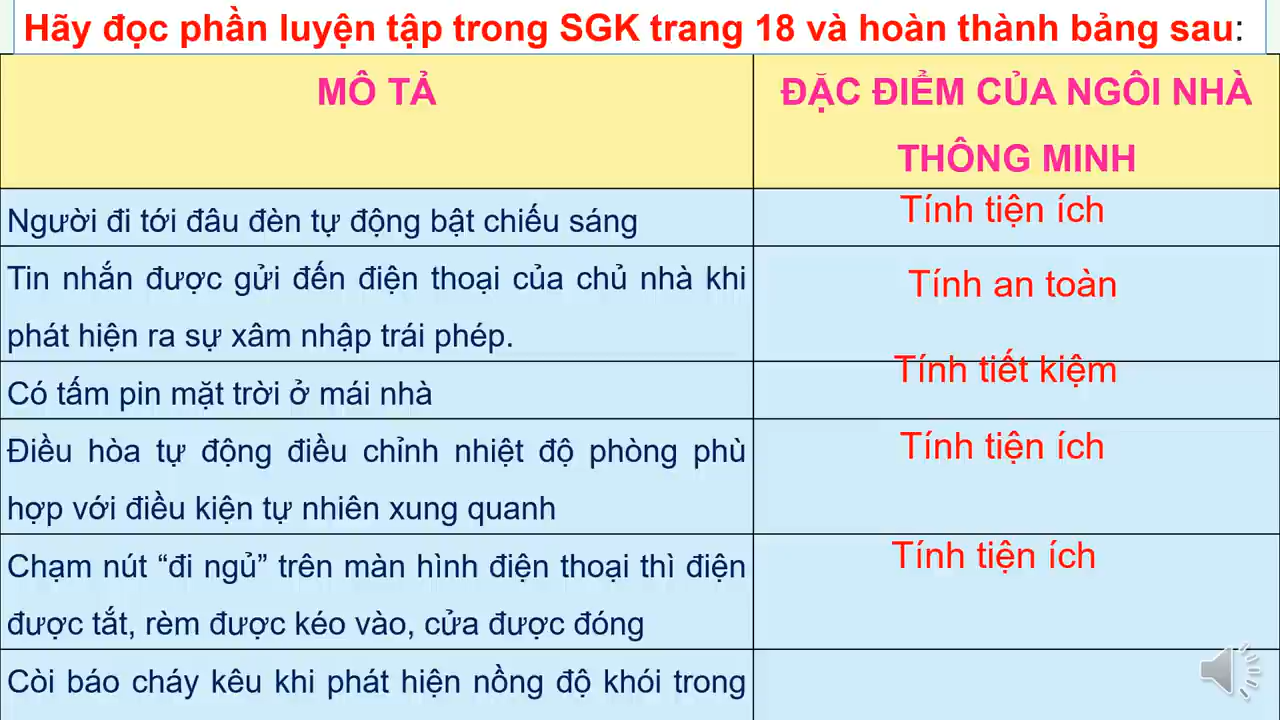 Hãy đọc phần luyện tập trong SGK trang 18 và hoàn thành bảng sau:
MÔ TẢ
ĐẶC ĐIỂM CỦA NGÔI NHÀ
THÔNG MINH
Người đi tới đâu đèn tự động bật chiếu sáng
Tính tiện ích
Tin nhắn được gửi đến điện thoại của chủ nhà khi
phát hiện ra sự xâm nhập trái phép.
Tính an toàn
Có tấm pin mặt trời ở mái nhà
Tính tiết kiệm
Điều hòa tự động điều chỉnh nhiệt độ phòng phù
hợp với điều kiện tự nhiên xung quanh
Tính tiện ích
Chạm nút “đi ngủ” trên màn hình điện thoại thì điện
được tắt, rèm được kéo vào, cửa được đóng
Tính tiện ích
Còi báo cháy kêu khi phát hiện nồng độ khói trong